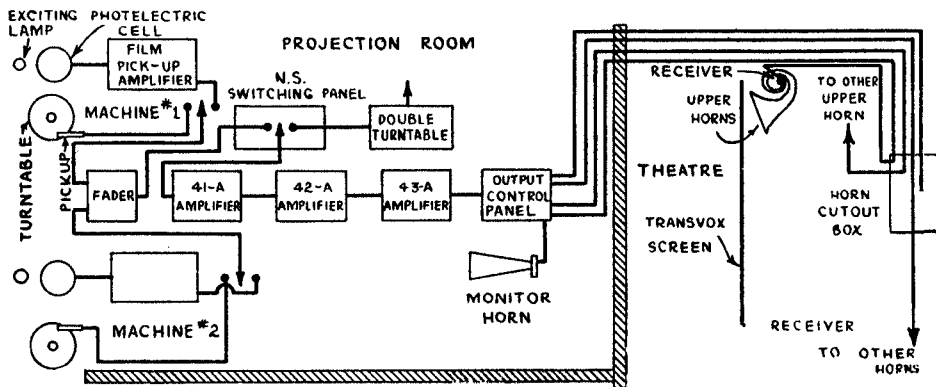 EXCITING LAMP
PHOTELECTRIC CELL
FILM
PICK-UP
AMPLIFIER
PROJECTION ROOM
N.S.
SWITCHING PANEL
MACHINE #1
DOUBLE
TURNTABLE
TURNTABLE
PICKUP
FADER
41-A
AMPLIFIER
42-A
AMPLIFIER
43-A
AMPLIFIER
OUTPUT
CONTROL
PANEL
MONITOR
HORN
MACHINE #2
RECEIVER
UPPER
HORNS
TO OTHER
UPPER
HORN
THEATRE
HORN
CUTOUT
BOX
TRANSVOX
SCREEN
RECEIVER
TO OTHER
HORNS